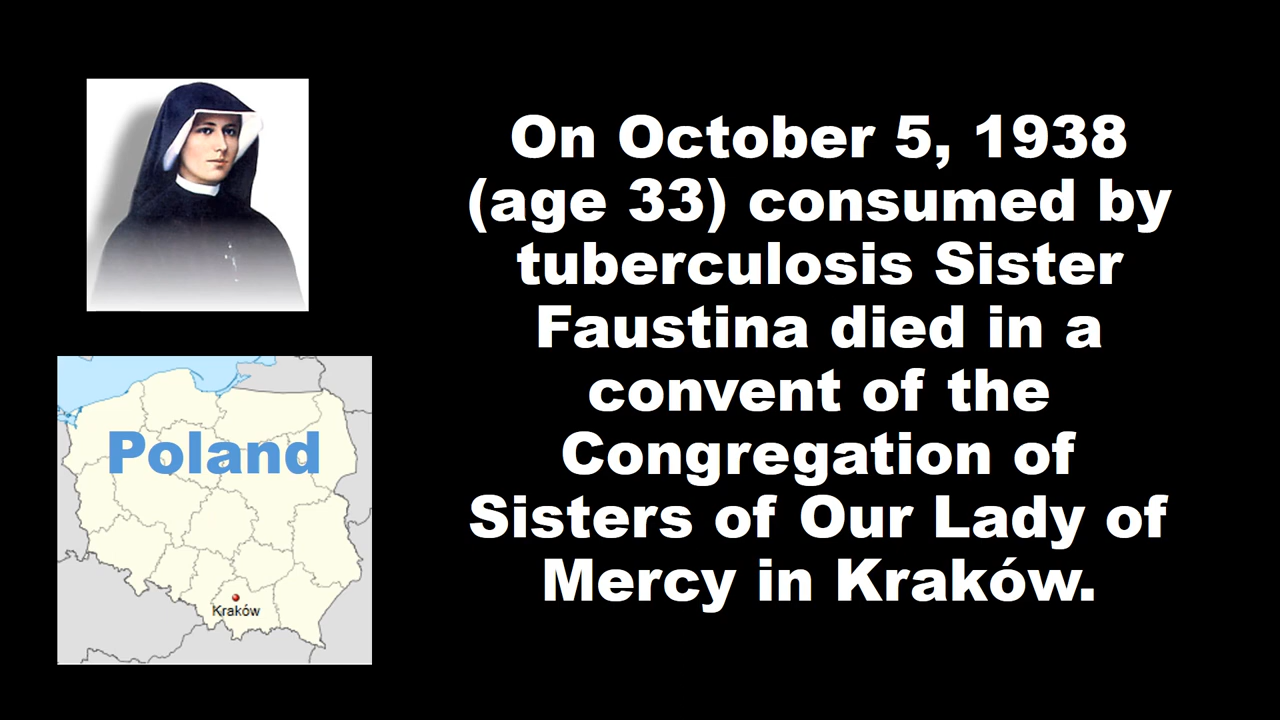 On October 5, 1938
(age 33) consumed by
tuberculosis Sister
Faustina died in a
convent of the
Congregation of
Sisters of Our Lady of
Mercy in Kraków.
Poland
Kraków